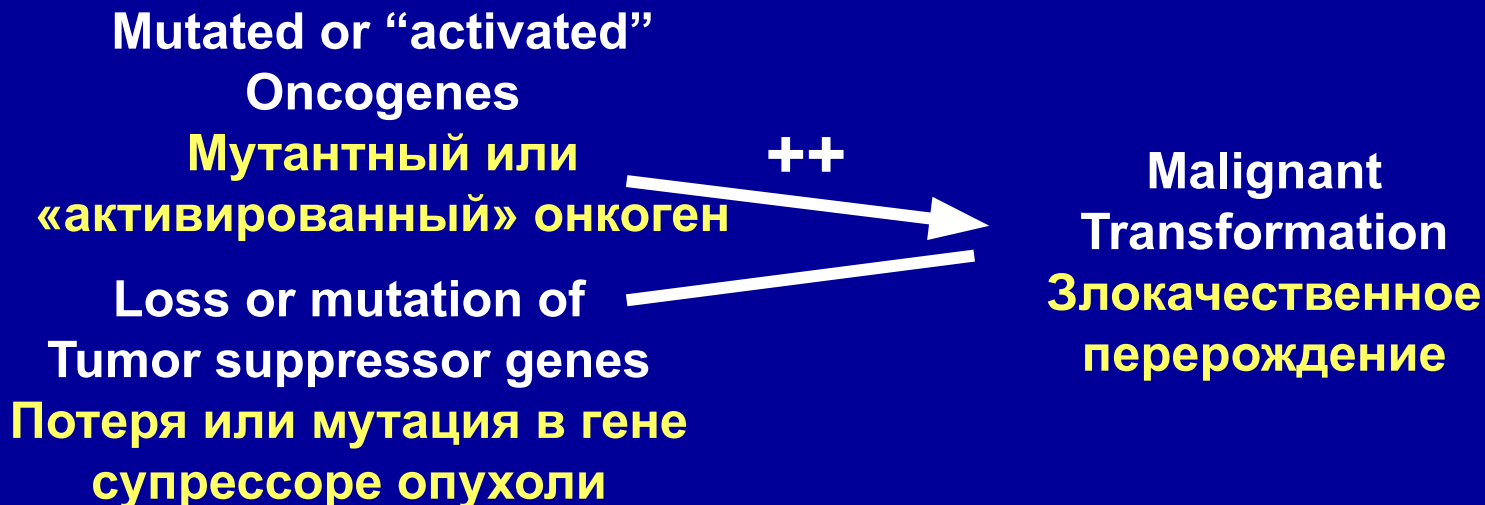 Mutated or “activated”
Oncogenes
Мутантный или
«активированный» онкоген
++
Loss or mutation of
Tumor suppressor genes
Потеря или мутация в гене
супрессоре опухоли
Malignant
Transformation
Злокачественное
перерождение